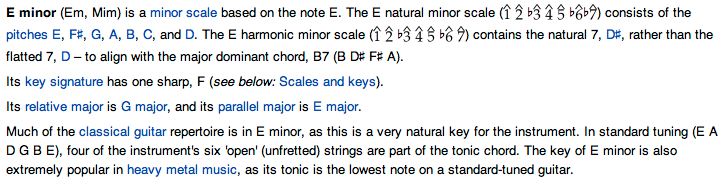 E minor (Em, Mim) is a minor scale based on the note E. The E natural minor scale (1̂ 2̂ ♭3̂ 4̂ 5̂ ♭6̂ ♭7̂) consists of the
pitches E, F♯, G, A, B, C, and D. The E harmonic minor scale (1̂ 2̂ ♭3̂ 4̂ 5̂ ♭6̂ 7̂) contains the natural 7, D♯, rather than the
flatted 7, D – to align with the major dominant chord, B7 (B D♯ F♯ A).
Its key signature has one sharp, F (see below: Scales and keys).
Its relative major is G major, and its parallel major is E major.
Much of the classical guitar repertoire is in E minor, as this is a very natural key for the instrument. In standard tuning (E A
D G B E), four of the instrument's six 'open' (unfretted) strings are part of the tonic chord. The key of E minor is also
extremely popular in heavy metal music, as its tonic is the lowest note on a standard-tuned guitar.